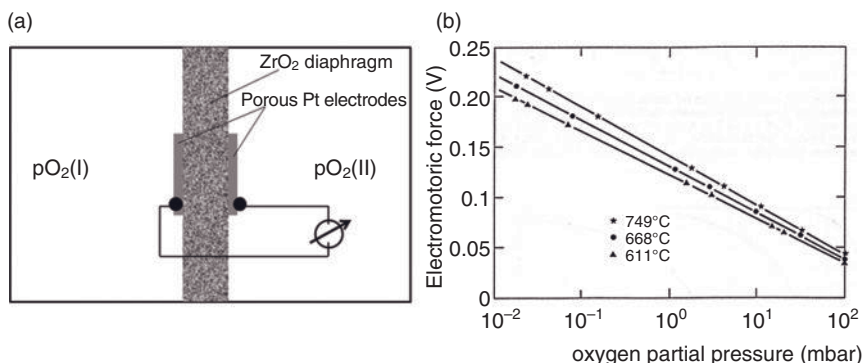 (a)
ZrO₂ diaphragm
Porous Pt electrodes
pO₂(I)
pO₂(II)
(b)
Electromotoric force (V)
0.25
0.20
0.15
0.1
0.05
0
749°C
668°C
611°C
10⁻² 10⁻¹ 10⁰ 10¹ 10²
oxygen partial pressure (mbar)